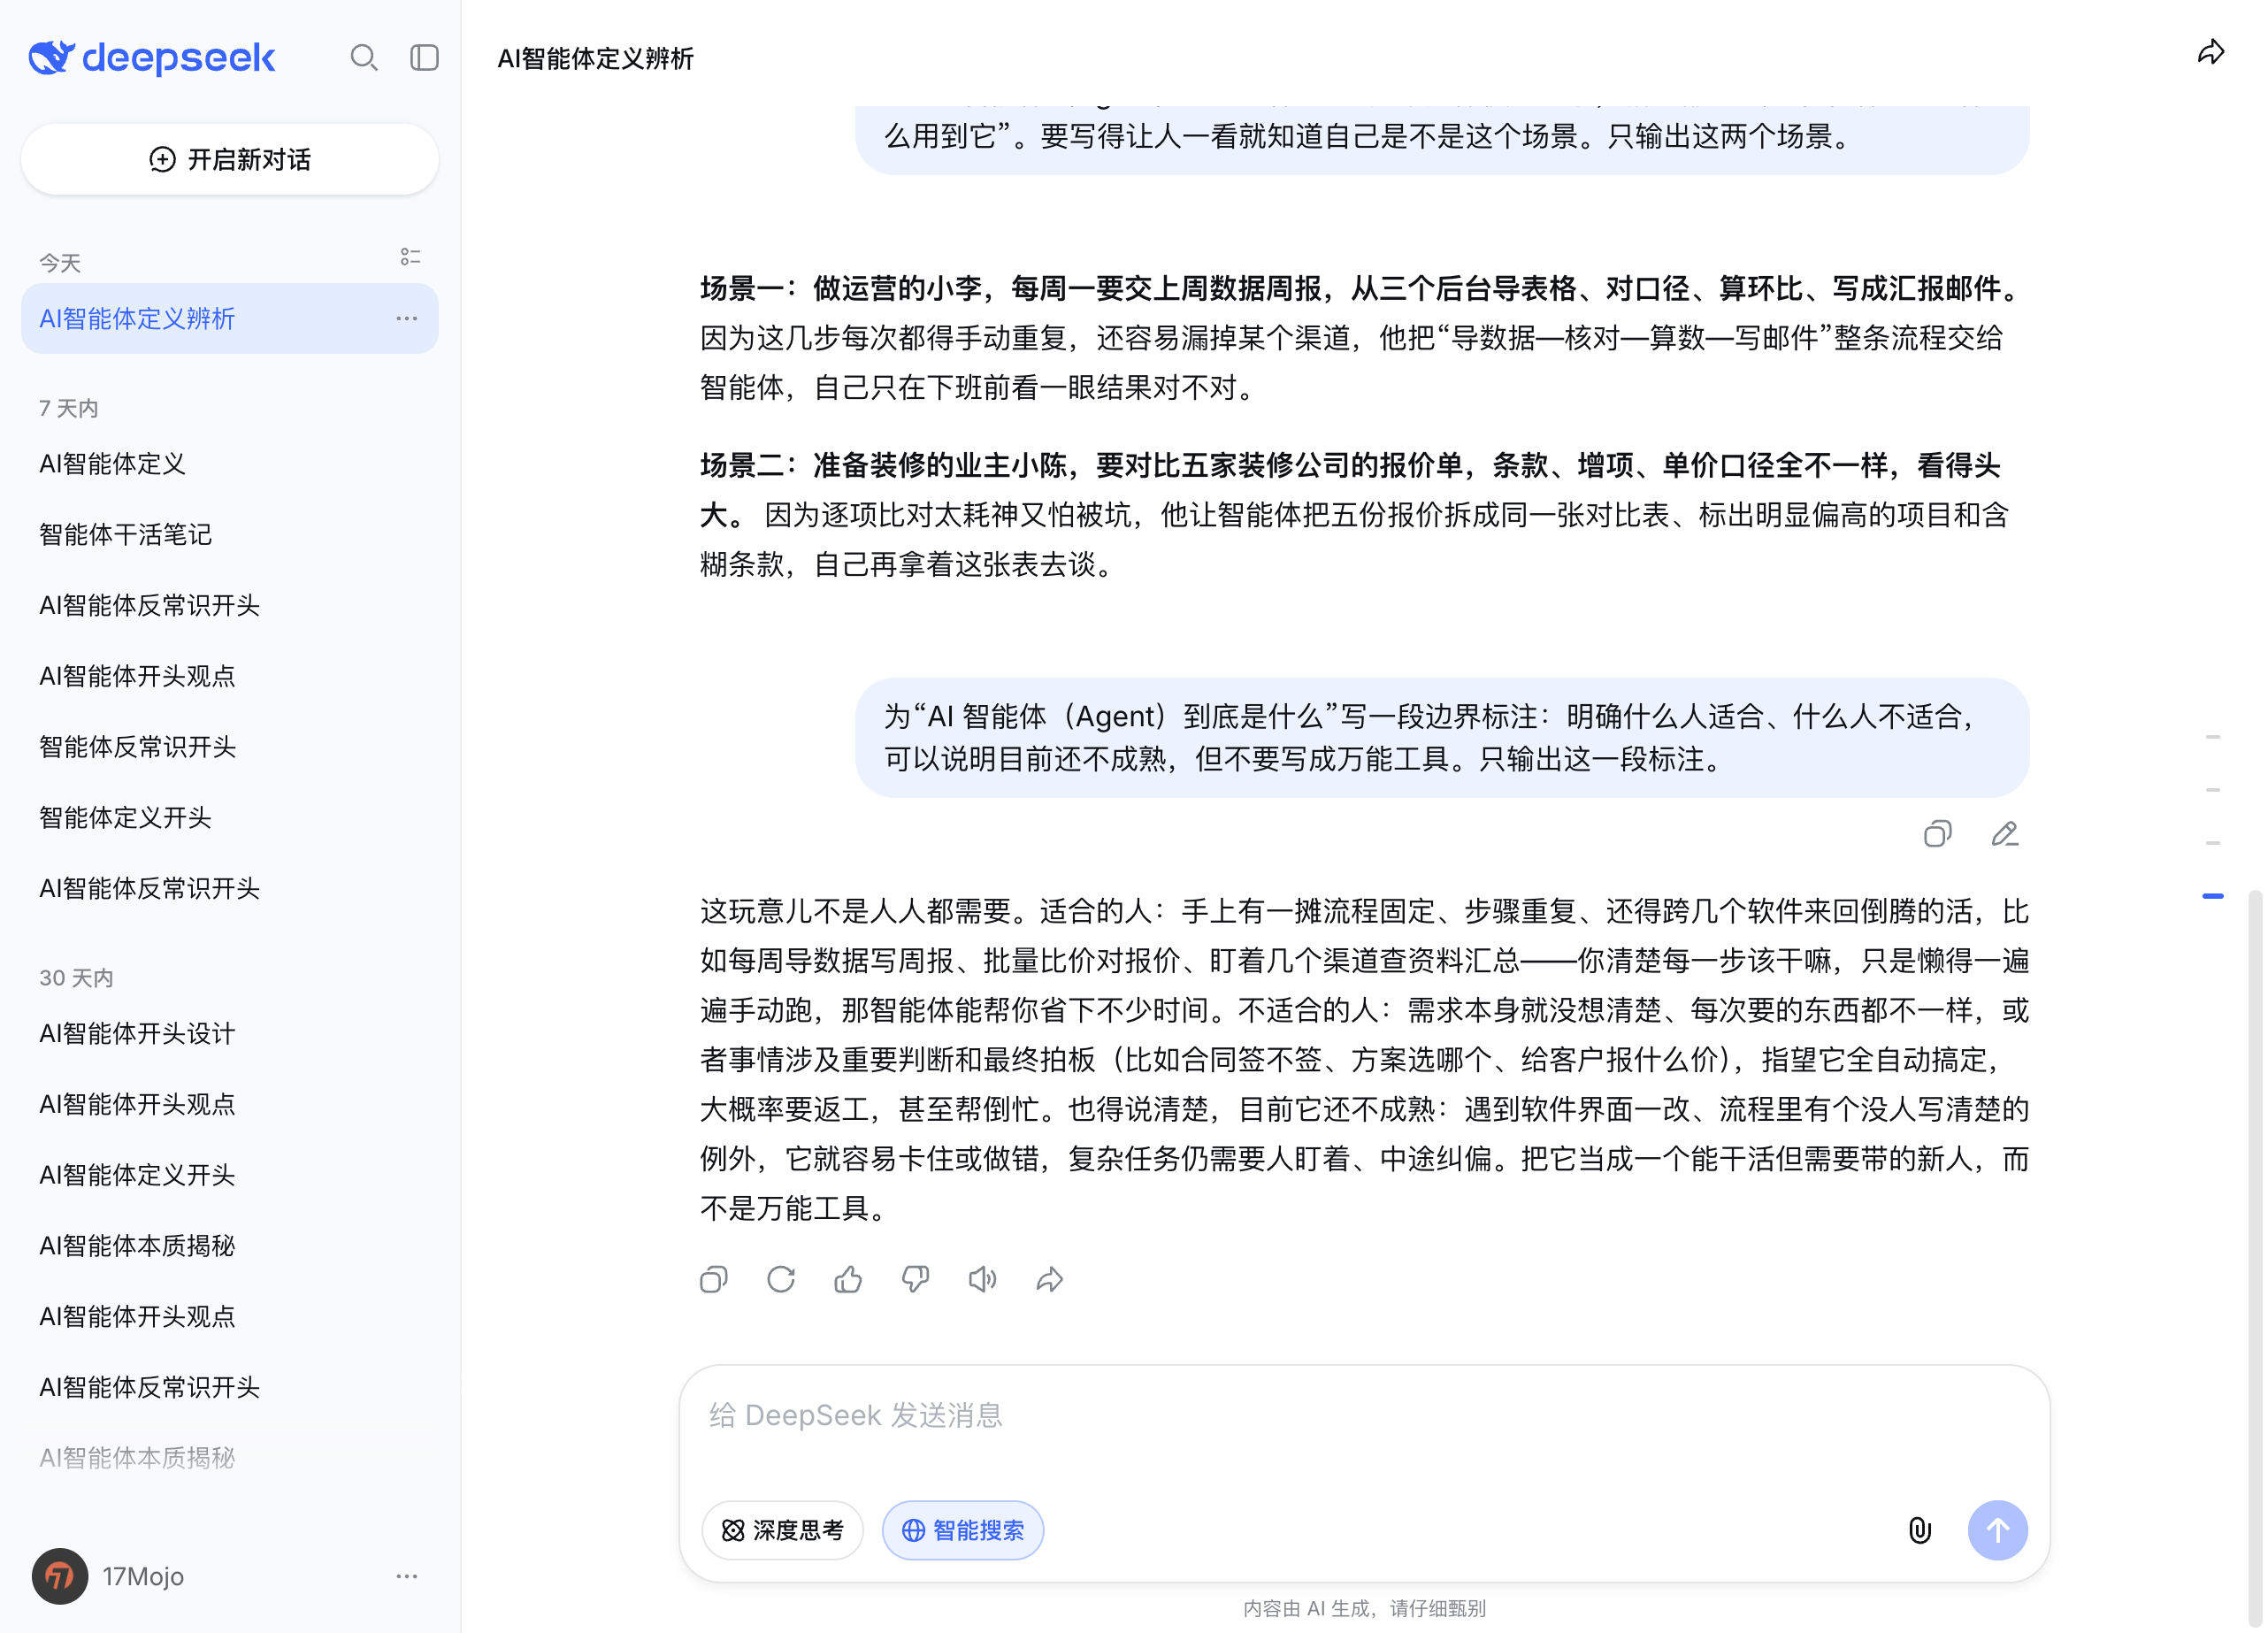 deepseek
开启新对话
今天
AI智能体定义辨析
7 天内
AI智能体定义
智能体干活笔记
AI智能体反常识开头
AI智能体开头观点
智能体反常识开头
智能体定义开头
AI智能体反常识开头
30 天内
AI智能体开头设计
AI智能体开头观点
AI智能体定义开头
AI智能体本质揭秘
AI智能体开头观点
AI智能体反常识开头
AI智能体本质揭秘
17Mojo
AI智能体定义辨析
么用到它”。要写得让人一看就知道自己是不是这个场景。只输出这两个场景。
场景一：做运营的小李，每周一要交上周数据周报，从三个后台导表格、对口径、算环比、写成汇报邮件。
因为这几步每次都得手动重复，还容易漏掉某个渠道，他把“导数据—核对—算数—写邮件”整条流程交给
智能体，自己只在下班前看一眼结果对不对。
场景二：准备装修的业主小陈，要对比五家装修公司的报价单，条款、增项、单价口径全不一样，看得头
大。 因为逐项比对太耗神又怕被坑，他让智能体把五份报价拆成同一张对比表、标出明显偏高的项目和含
糊条款，自己再拿着这张表去谈。
为“AI 智能体（Agent）到底是什么”写一段边界标注：明确什么人适合、什么人不适合，
可以说明目前还不成熟，但不要写成万能工具。只输出这一段标注。
这玩意儿不是人人都需要。适合的人：手上有一摊流程固定、步骤重复、还得跨几个软件来回倒腾的活，比
如每周导数据写周报、批量比价对报价、盯着几个渠道查资料汇总——你清楚每一步该干嘛，只是懒得一遍
遍手动跑，那智能体能帮你省下不少时间。不适合的人：需求本身就没想清楚、每次要的东西都不一样，或
者事情涉及重要判断和最终拍板（比如合同签不签、方案选哪个、给客户报什么价），指望它全自动搞定，
大概率要返工，甚至帮倒忙。也得说清楚，目前它还不成熟：遇到软件界面一改、流程里有个没人写清楚的
例外，它就容易卡住或做错，复杂任务仍需要人盯着、中途纠偏。把它当成一个能干活但需要带的新人，而
不是万能工具。
给 DeepSeek 发送消息
深度思考
智能搜索
内容由 AI 生成，请仔细甄别